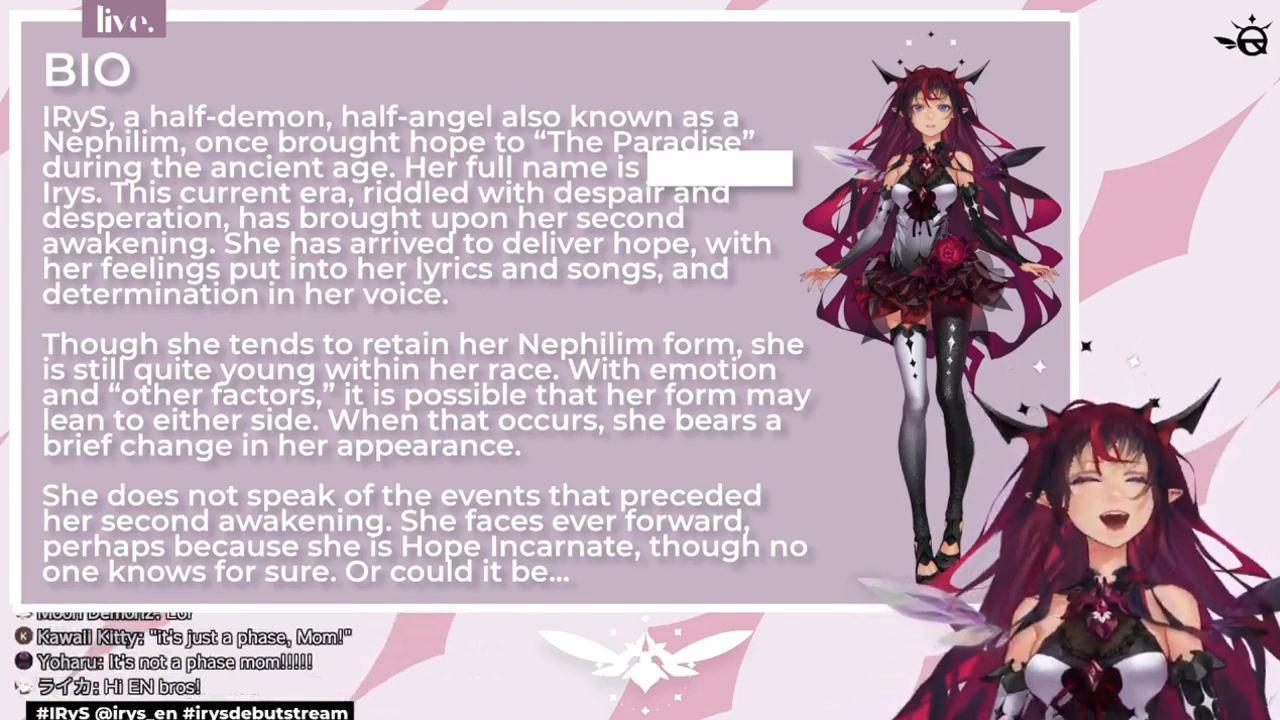 live.
BIO
IRyS, a half-demon, half-angel also known as a
Nephilim, once brought hope to “The Paradise”
during the ancient age. Her full name is
Irys. This current era, riddled with despair and
desperation, has brought upon her second
awakening. She has arrived to deliver hope, with
her feelings put into her lyrics and songs, and
determination in her voice.
Though she tends to retain her Nephilim form, she
is still quite young within her race. With emotion
and “other factors,” it is possible that her form may
lean to either side. When that occurs, she bears a
brief change in her appearance.
She does not speak of the events that preceded
her second awakening. She faces ever forward,
perhaps because she is Hope Incarnate, though no
one knows for sure. Or could it be...
Moon Demonz: Lol
K Kawaii Kitty: "it's just a phase, Mom!"
Yoharu: It's not a phase mom!!!!!
ライカ: Hi EN bros!
#IRyS @irys_en #irysdebutstream